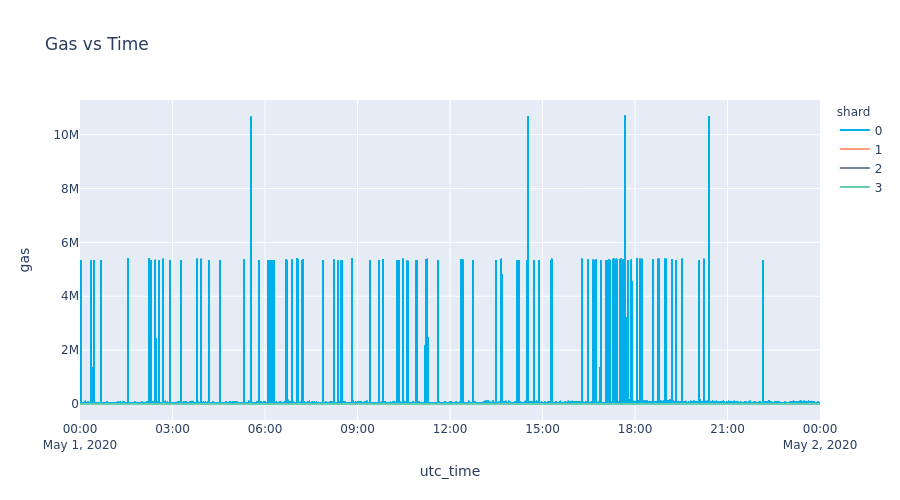 Gas vs Time
shard
0
1
2
3
10M
8M
6M
4M
2M
0
gas
00:00 03:00 06:00 09:00 12:00 15:00 18:00 21:00 00:00
May 1, 2020 May 2, 2020
utc_time